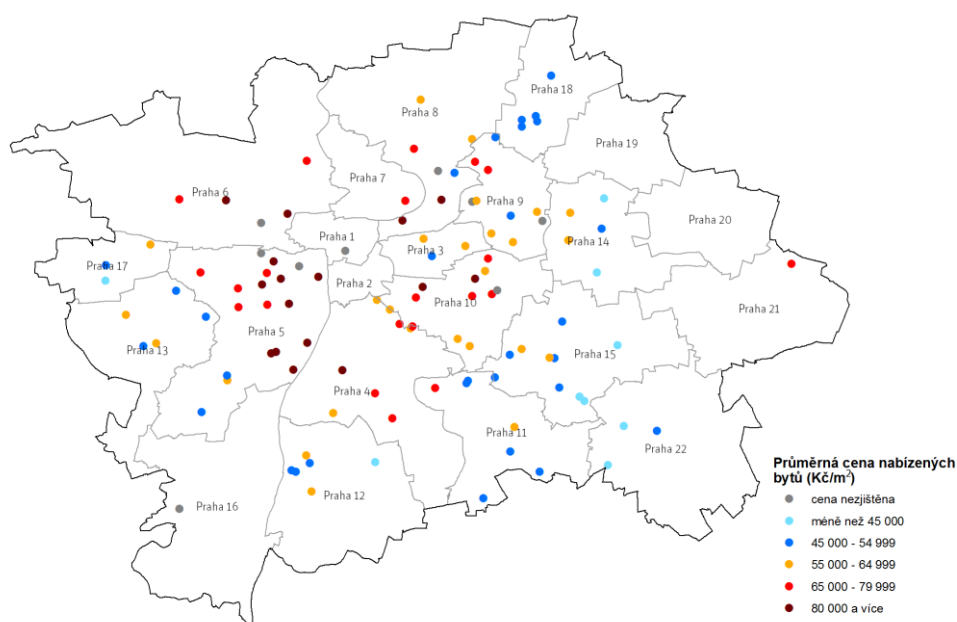 Praha 8
Praha 18
Praha 19
Praha 7
Praha 6
Praha 9
Praha 20
Praha 1
Praha 3
Praha 14
Praha 17
Praha 2
Praha 10
Praha 21
Praha 5
Praha 13
Praha 15
Praha 4
Praha 11
Praha 22
Praha 12
Praha 16
Průměrná cena nabízených
bytů (Kč/m²)
cena nezjištěna
méně než 45 000
45 000 - 54 999
55 000 - 64 999
65 000 - 79 999
80 000 a více